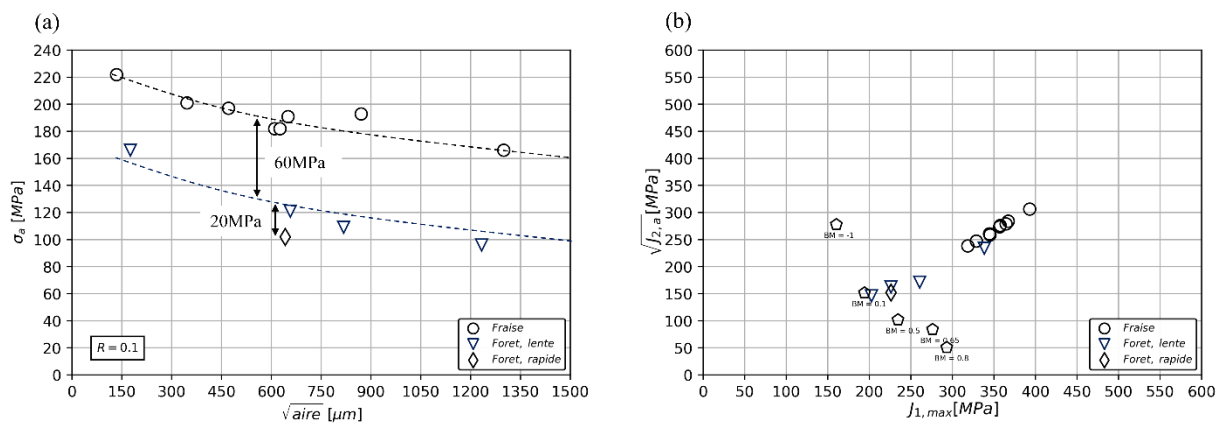 (a)
240
220
200
180
160
140
120
100
80
60
40
20
0
σₐ [MPa]
60MPa
20MPa
R = 0.1
Fraise
Foret, lente
Foret, rapide
0 150 300 450 600 750 900 1050 1200 1350 1500
√aire [μm]
(b)
600
550
500
450
400
350
300
250
200
150
100
50
0
√J₂,ₐ[MPa]
BM = -1
BM = 0.1
BM = 0.5
BM = 0.65
BM = 0.8
Fraise
Foret, lente
Foret, rapide
0 50 100 150 200 250 300 350 400 450 500 550 600
J₁,max[MPa]